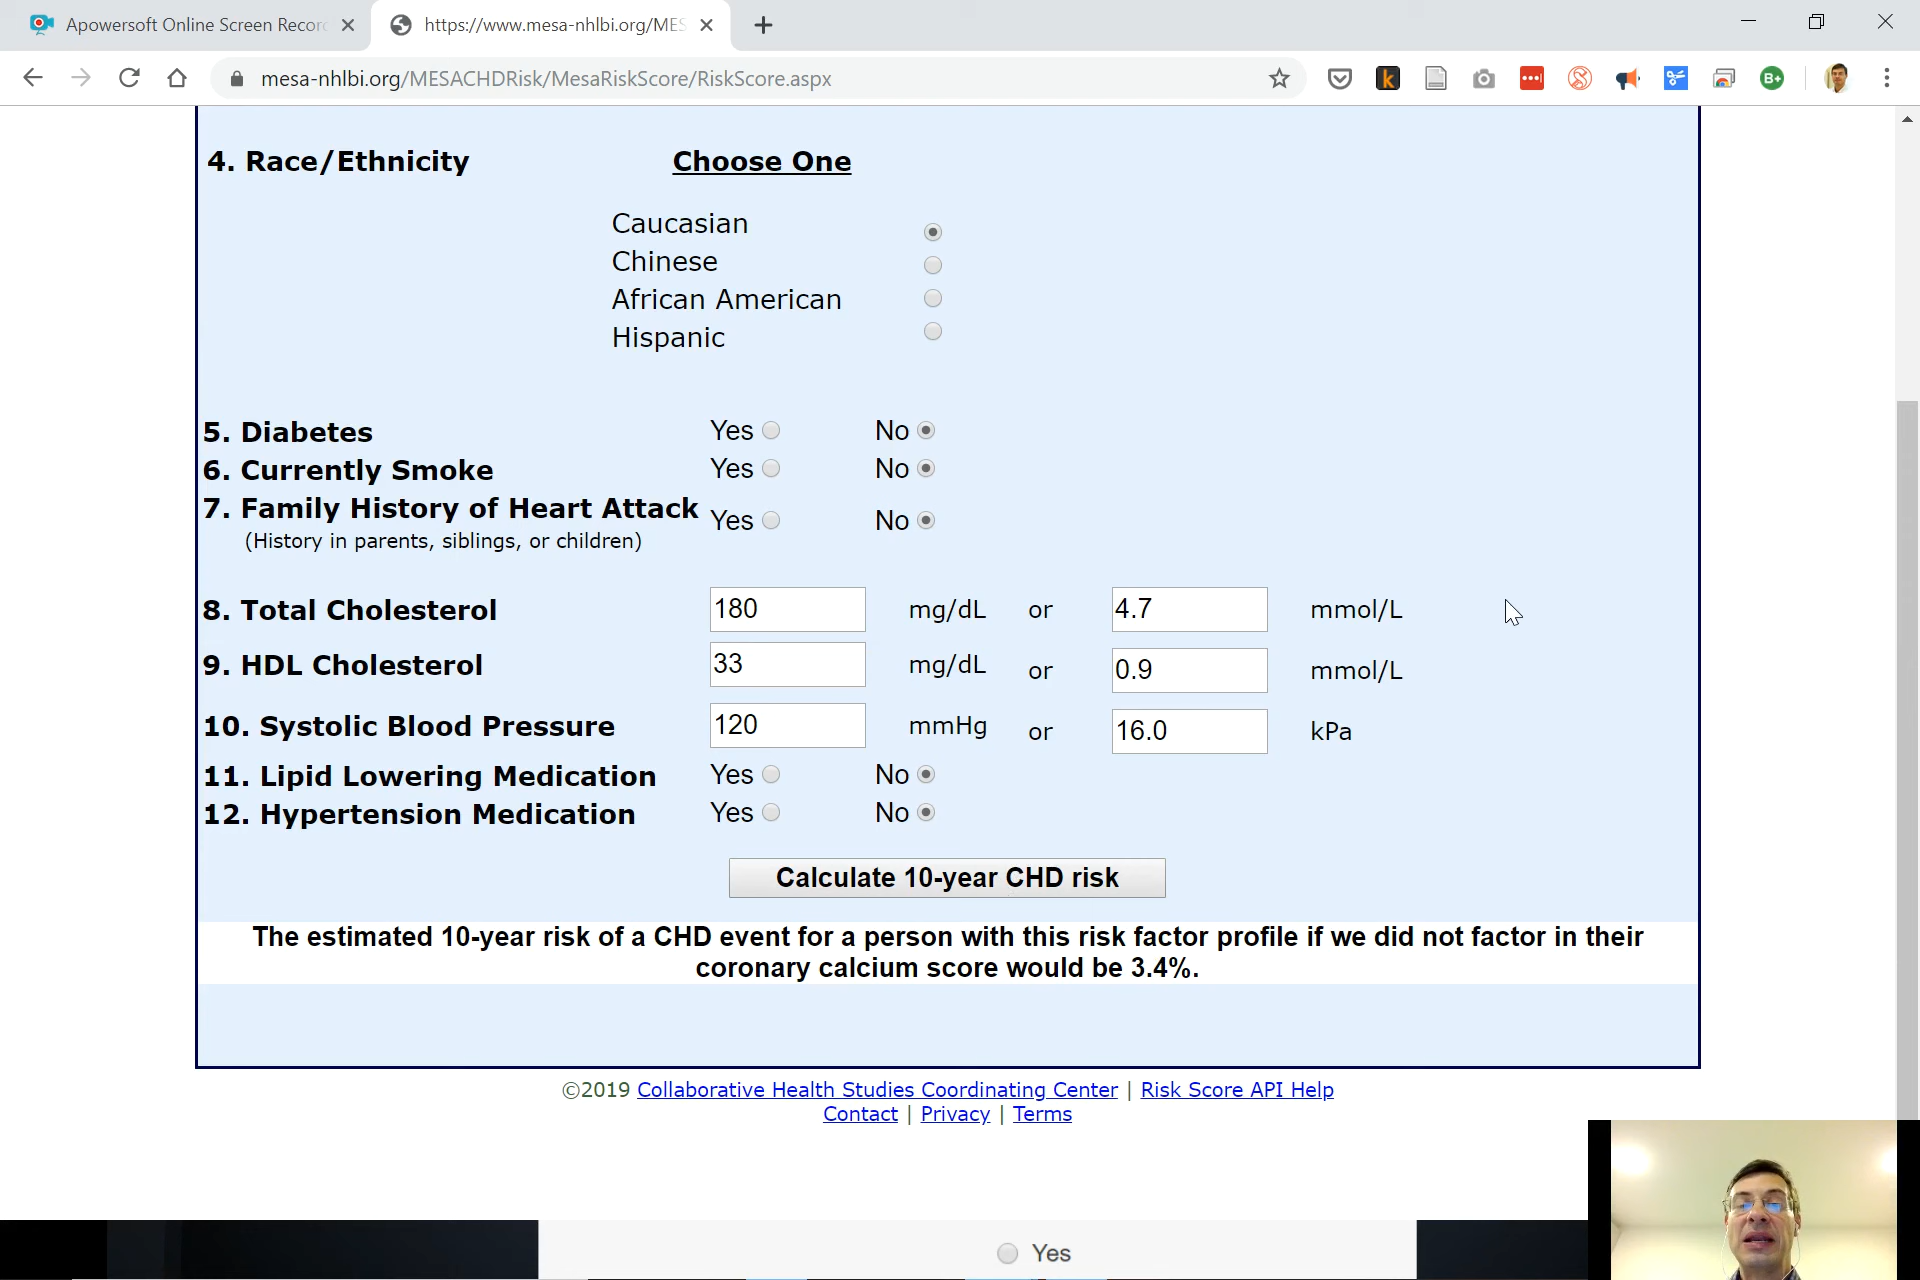 Apowersoft Online Screen Recor
https://www.mesa-nhlbi.org/MES
mesa-nhlbi.org/MESACHDRisk/MesaRiskScore/RiskScore.aspx
k
B+
4. Race/Ethnicity Choose One
Caucasian
Chinese
African American
Hispanic
5. Diabetes Yes No
6. Currently Smoke Yes No
7. Family History of Heart Attack Yes No
(History in parents, siblings, or children)
8. Total Cholesterol 180 mg/dL or 4.7 mmol/L
9. HDL Cholesterol 33 mg/dL or 0.9 mmol/L
10. Systolic Blood Pressure 120 mmHg or 16.0 kPa
11. Lipid Lowering Medication Yes No
12. Hypertension Medication Yes No
Calculate 10-year CHD risk
The estimated 10-year risk of a CHD event for a person with this risk factor profile if we did not factor in their
coronary calcium score would be 3.4%.
©2019 Collaborative Health Studies Coordinating Center | Risk Score API Help
Contact | Privacy | Terms
Yes